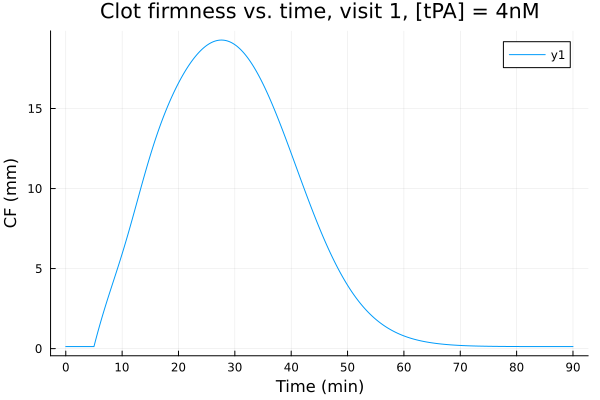 Clot firmness vs. time, visit 1, [tPA] = 4nM
y1
15
10
5
0
CF (mm)
0 10 20 30 40 50 60 70 80 90
Time (min)